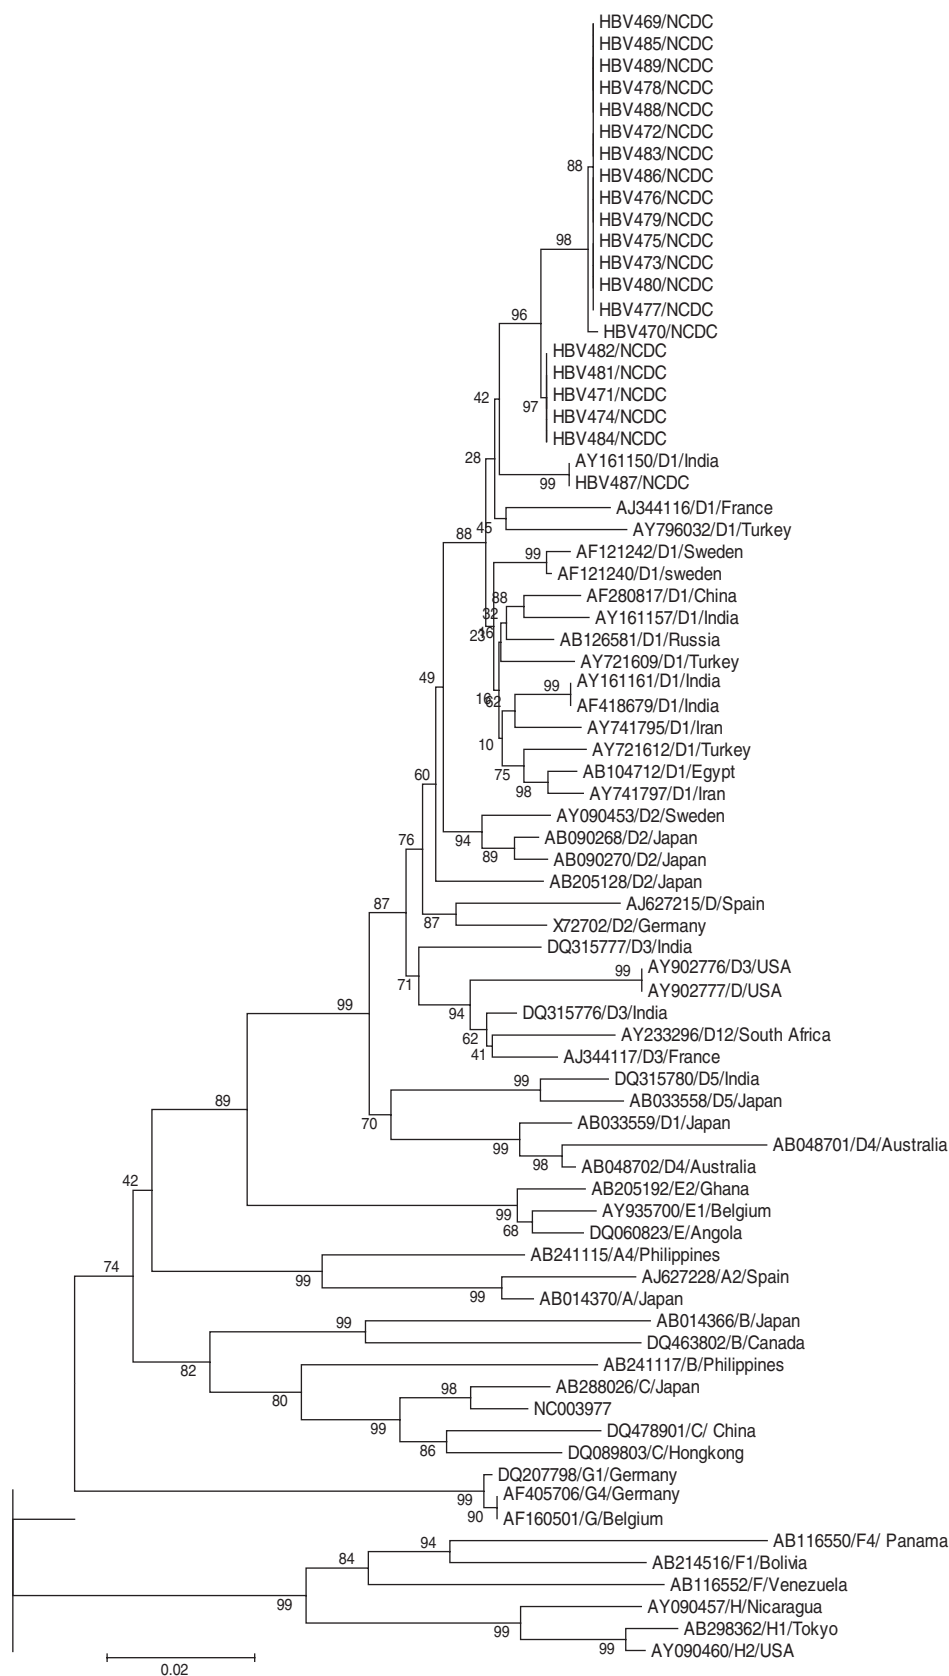 HBV469/NCDC
HBV485/NCDC
HBV489/NCDC
HBV478/NCDC
HBV488/NCDC
HBV472/NCDC
HBV483/NCDC
88
HBV486/NCDC
HBV476/NCDC
HBV479/NCDC
98
HBV475/NCDC
HBV473/NCDC
HBV480/NCDC
HBV477/NCDC
96
HBV470/NCDC
HBV482/NCDC
HBV481/NCDC
42
HBV471/NCDC
97
HBV474/NCDC
HBV484/NCDC
28
AY161150/D1/India
99
HBV487/NCDC
AJ344116/D1/France
88
45
AY796032/D1/Turkey
99
AF121242/D1/Sweden
AF121240/D1/sweden
88
AF280817/D1/China
32
AY161157/D1/India
23
16
AB126581/D1/Russia
AY721609/D1/Turkey
49
99
AY161161/D1/India
16
62
AF418679/D1/India
AY741795/D1/Iran
10
AY721612/D1/Turkey
60
75
AB104712/D1/Egypt
98
AY741797/D1/Iran
AY090453/D2/Sweden
76
94
AB090268/D2/Japan
89
AB090270/D2/Japan
AB205128/D2/Japan
87
AJ627215/D/Spain
87
X72702/D2/Germany
DQ315777/D3/India
99
AY902776/D3/USA
71
AY902777/D/USA
99
94
DQ315776/D3/India
62
AY233296/D12/South Africa
41
AJ344117/D3/France
99
DQ315780/D5/India
89
AB033558/D5/Japan
70
AB033559/D1/Japan
99
AB048701/D4/Australia
98
AB048702/D4/Australia
42
AB205192/E2/Ghana
99
AY935700/E1/Belgium
68
DQ060823/E/Angola
74
AB241115/A4/Philippines
99
AJ627228/A2/Spain
99
AB014370/A/Japan
99
AB014366/B/Japan
DQ463802/B/Canada
82
AB241117/B/Philippines
80
98
AB288026/C/Japan
NC003977
99
DQ478901/C/ China
86
DQ089803/C/Hongkong
DQ207798/G1/Germany
99
AF405706/G4/Germany
90
AF160501/G/Belgium
94
AB116550/F4/ Panama
84
AB214516/F1/Bolivia
AB116552/F/Venezuela
99
AY090457/H/Nicaragua
99
AB298362/H1/Tokyo
99
AY090460/H2/USA
0.02